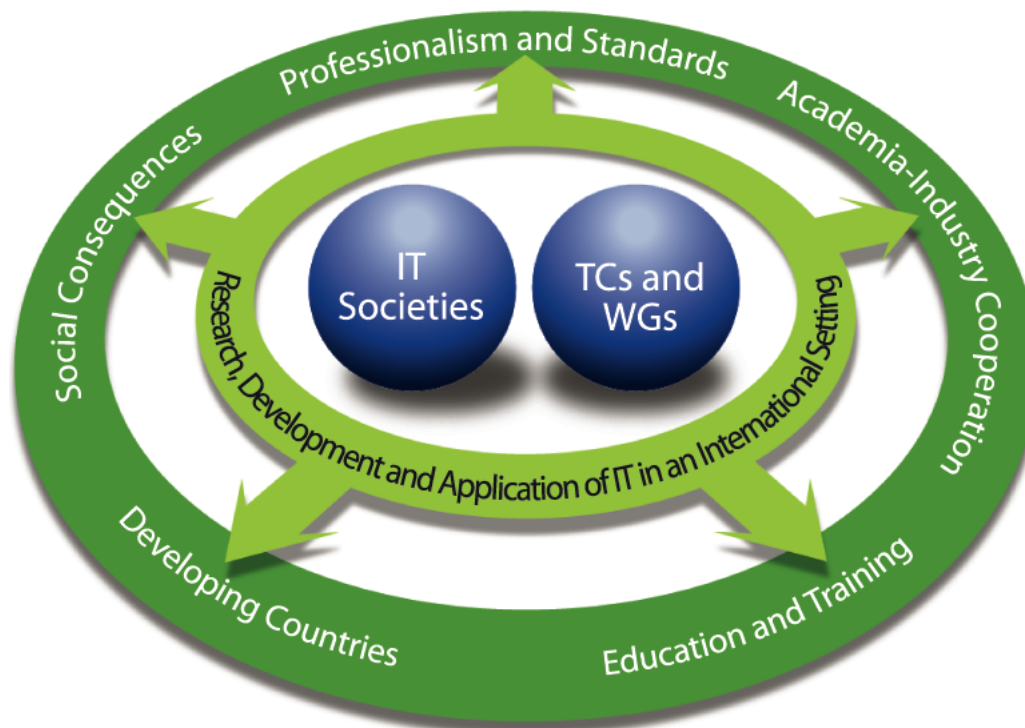 Professionalism and Standards
Academia-Industry Cooperation
Social Consequences
IT
Societies
TCs and
WGs
Research, Development and Application of IT in an International Setting
Developing Countries
Education and Training